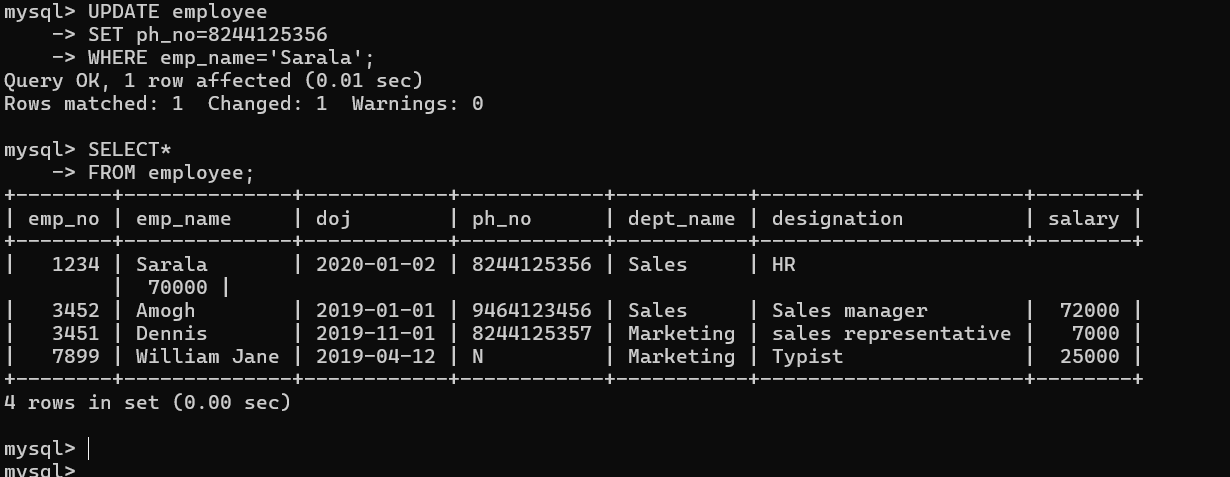 mysql> UPDATE employee
    -> SET ph_no=8244125356
    -> WHERE emp_name='Sarala';
Query OK, 1 row affected (0.01 sec)
Rows matched: 1  Changed: 1  Warnings: 0

mysql> SELECT*
    -> FROM employee;
+--------+--------------+------------+------------+-----------+----------------------+--------+
| emp_no | emp_name     | doj        | ph_no      | dept_name | designation          | salary |
+--------+--------------+------------+------------+-----------+----------------------+--------+
|   1234 | Sarala       | 2020-01-02 | 8244125356 | Sales     | HR
         |  70000 |
|   3452 | Amogh        | 2019-01-01 | 9464123456 | Sales     | Sales manager        |  72000 |
|   3451 | Dennis       | 2019-11-01 | 8244125357 | Marketing | sales representative |   7000 |
|   7899 | William Jane | 2019-04-12 | N          | Marketing | Typist               |  25000 |
+--------+--------------+------------+------------+-----------+----------------------+--------+
4 rows in set (0.00 sec)

mysql>
mysql>